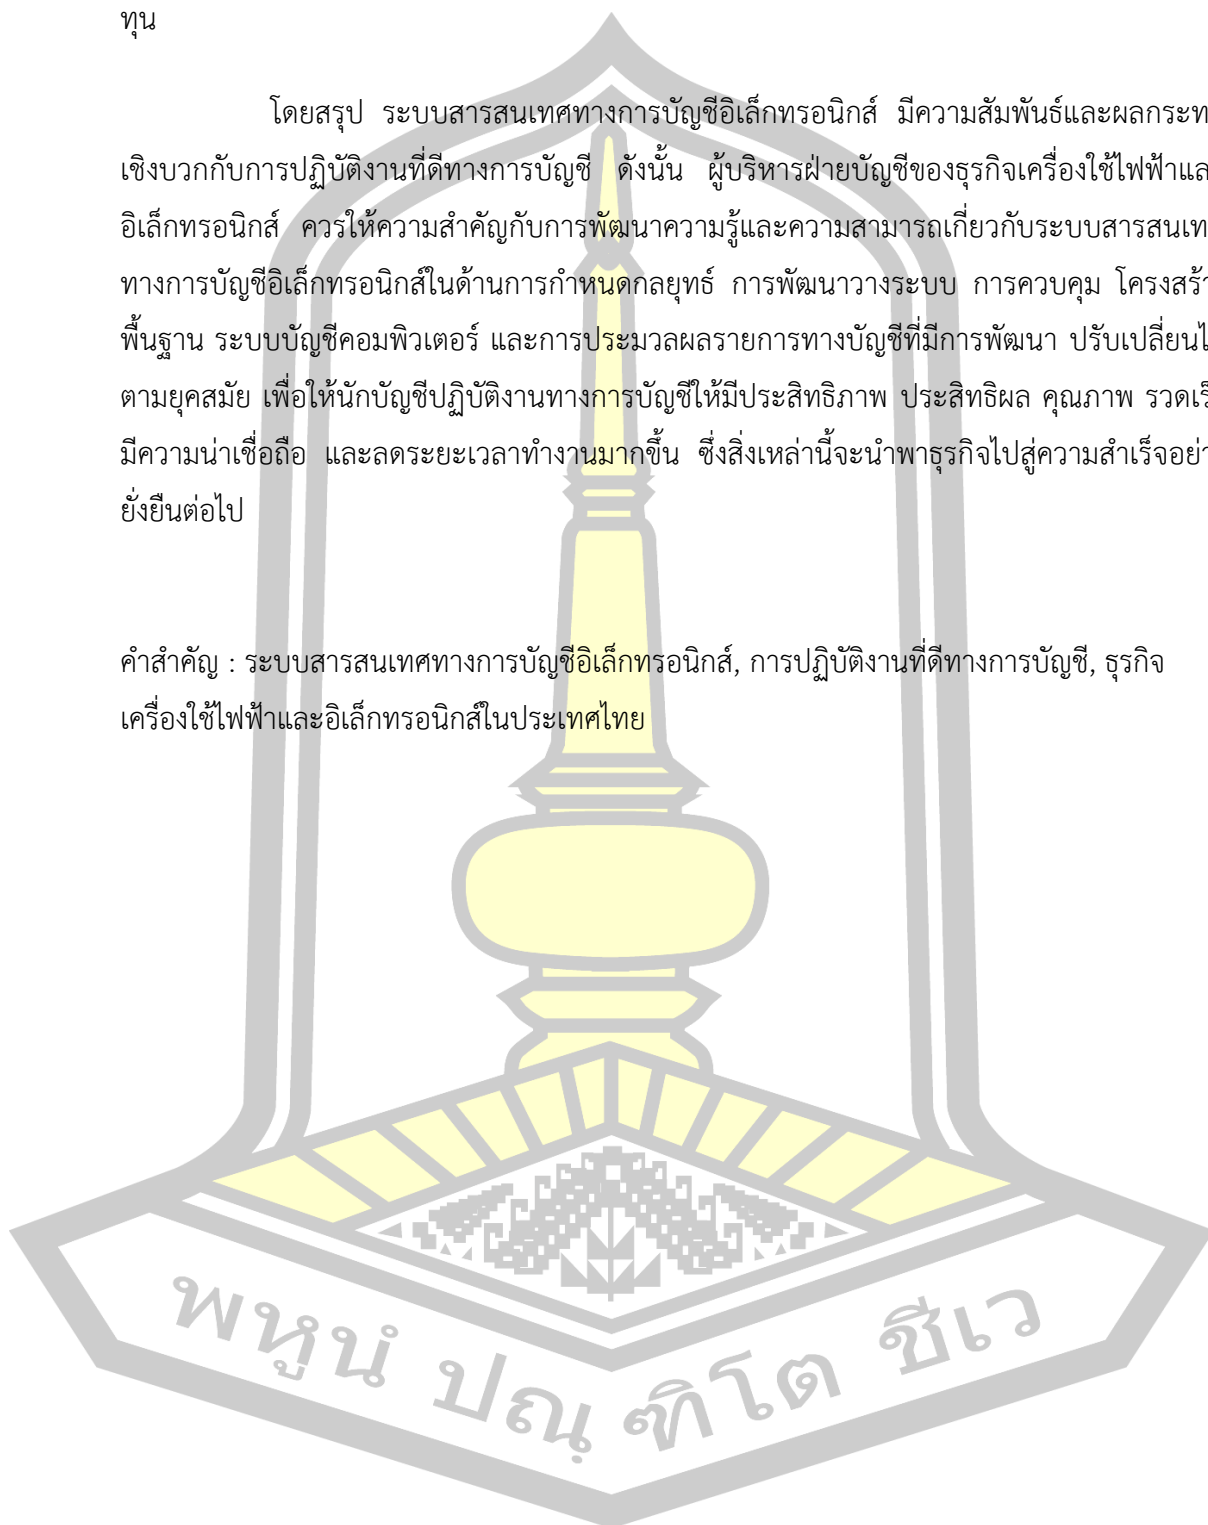 ทุน
โดยสรุป ระบบสารสนเทศทางการบัญชีอิเล็กทรอนิกส์ มีความสัมพันธ์และผลกระท
เชิงบวกกับการปฏิบัติงานที่ดีทางการบัญชี ดังนั้น ผู้บริหารฝ่ายบัญชีของธุรกิจเครื่องใช้ไฟฟ้าแล
อิเล็กทรอนิกส์ ควรให้ความสำคัญกับการพัฒนาความรู้และความสามารถเกี่ยวกับระบบสารสนเท
ทางการบัญชีอิเล็กทรอนิกส์ในด้านการกำหนดกลยุทธ์ การพัฒนาวางระบบ การควบคุม โครงสร้า
พื้นฐาน ระบบบัญชีคอมพิวเตอร์ และการประมวลผลรายการทางบัญชีที่มีการพัฒนา ปรับเปลี่ยนไ
ตามยุคสมัย เพื่อให้นักบัญชีปฏิบัติงานทางการบัญชีให้มีประสิทธิภาพ ประสิทธิผล คุณภาพ รวดเร็
มีความน่าเชื่อถือ และลดระยะเวลาทำงานมากขึ้น ซึ่งสิ่งเหล่านี้จะนำพาธุรกิจไปสู่ความสำเร็จอย่า
ยั่งยืนต่อไป
คำสำคัญ : ระบบสารสนเทศทางการบัญชีอิเล็กทรอนิกส์, การปฏิบัติงานที่ดีทางการบัญชี, ธุรกิจ
เครื่องใช้ไฟฟ้าและอิเล็กทรอนิกส์ในประเทศไทย
พหูนํ ปณฺ ฑิโต ชีเว